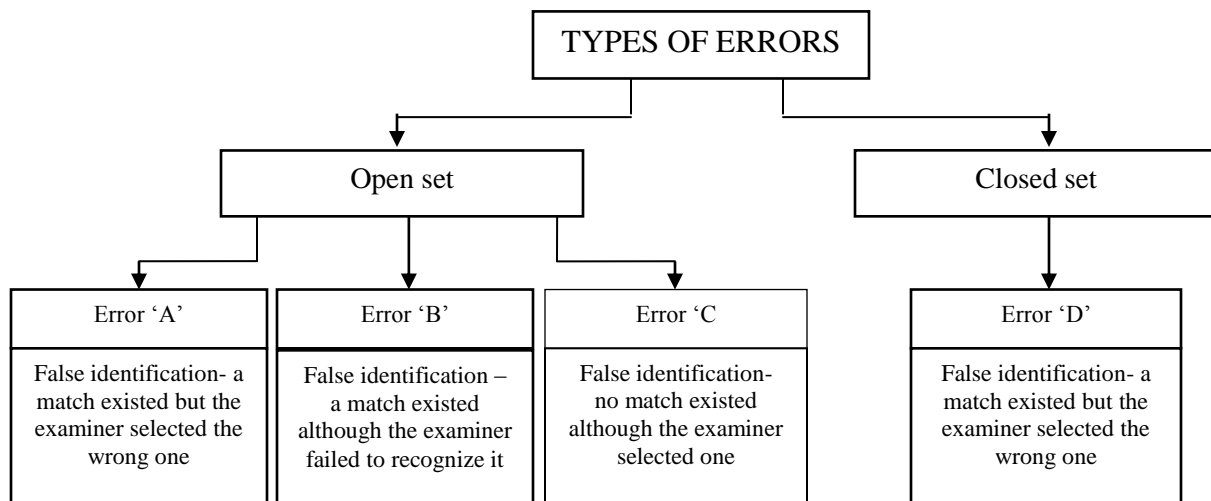 TYPES OF ERRORS
Open set
Closed set
Error ‘A’
False identification- a
match existed but the
examiner selected the
wrong one
Error ‘B’
False identification –
a match existed
although the examiner
failed to recognize it
Error ‘C
False identification-
no match existed
although the examiner
selected one
Error ‘D’
False identification- a
match existed but the
examiner selected the
wrong one